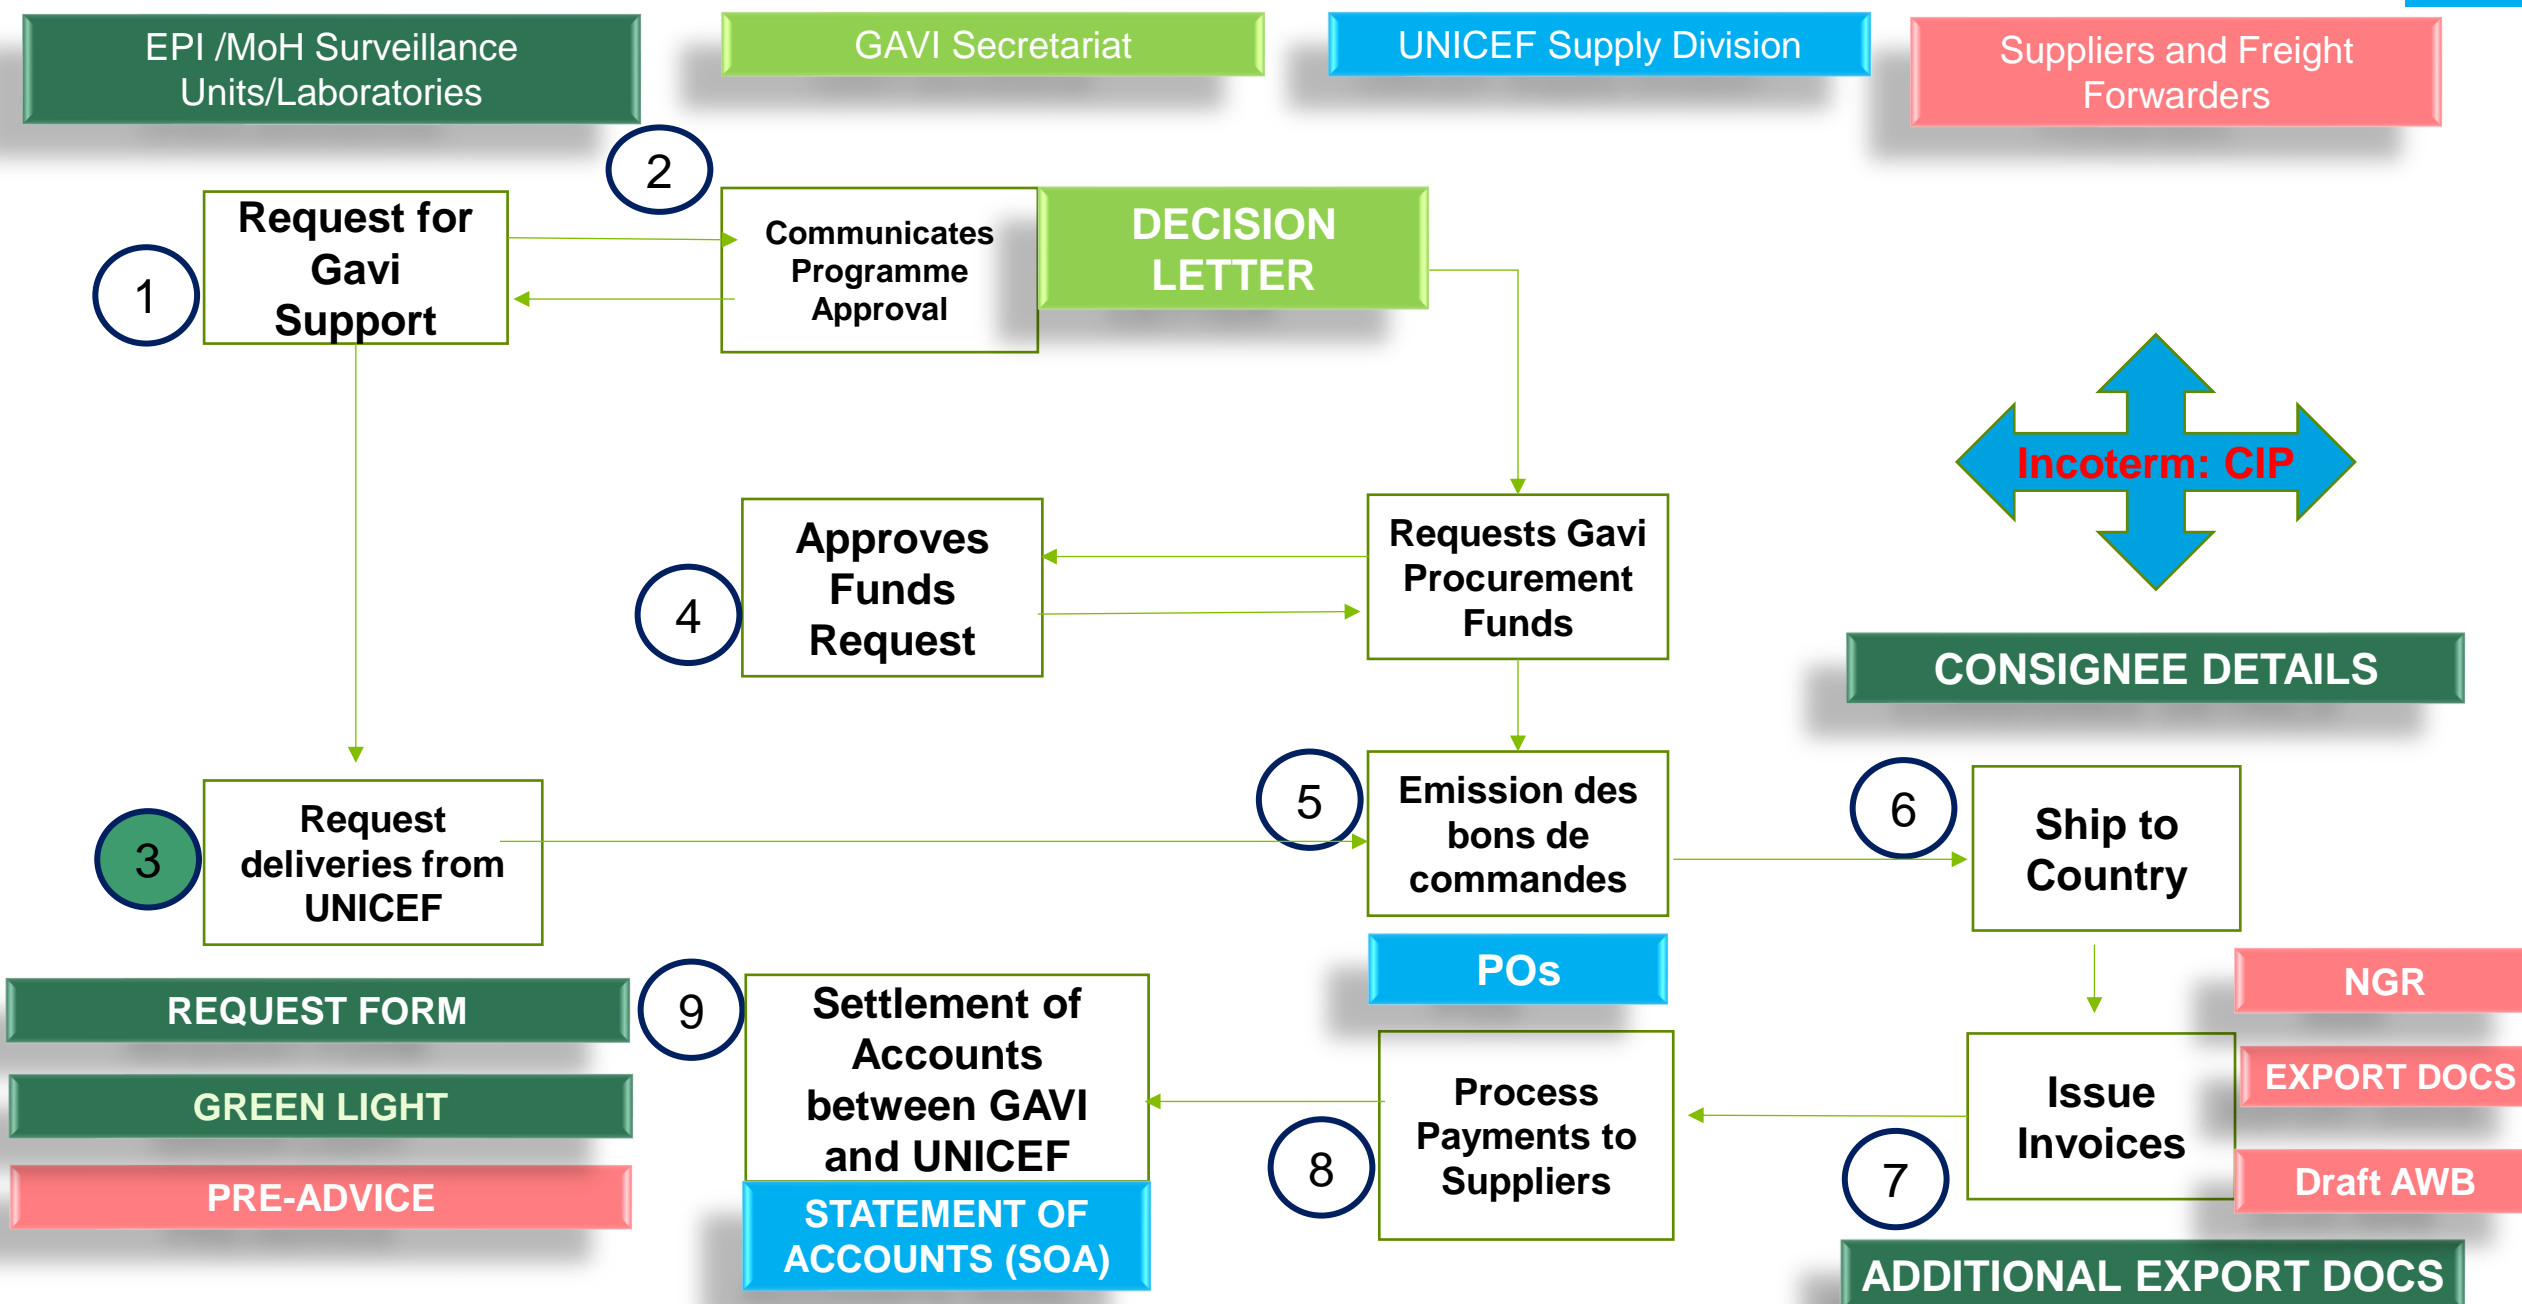 EPI /MoH Surveillance
Units/Laboratories
GAVI Secretariat
UNICEF Supply Division
Suppliers and Freight
Forwarders
1
Request for
Gavi
Support
2
Communicates
Programme
Approval
DECISION
LETTER
Incoterm: CIP
4
Approves
Funds
Request
Requests Gavi
Procurement
Funds
CONSIGNEE DETAILS
3
Request
deliveries from
UNICEF
5
Emission des
bons de
commandes
6
Ship to
Country
POs
REQUEST FORM
GREEN LIGHT
PRE-ADVICE
9
Settlement of
Accounts
between GAVI
and UNICEF
STATEMENT OF
ACCOUNTS (SOA)
8
Process
Payments to
Suppliers
7
Issue
Invoices
NGR
EXPORT DOCS
Draft AWB
ADDITIONAL EXPORT DOCS